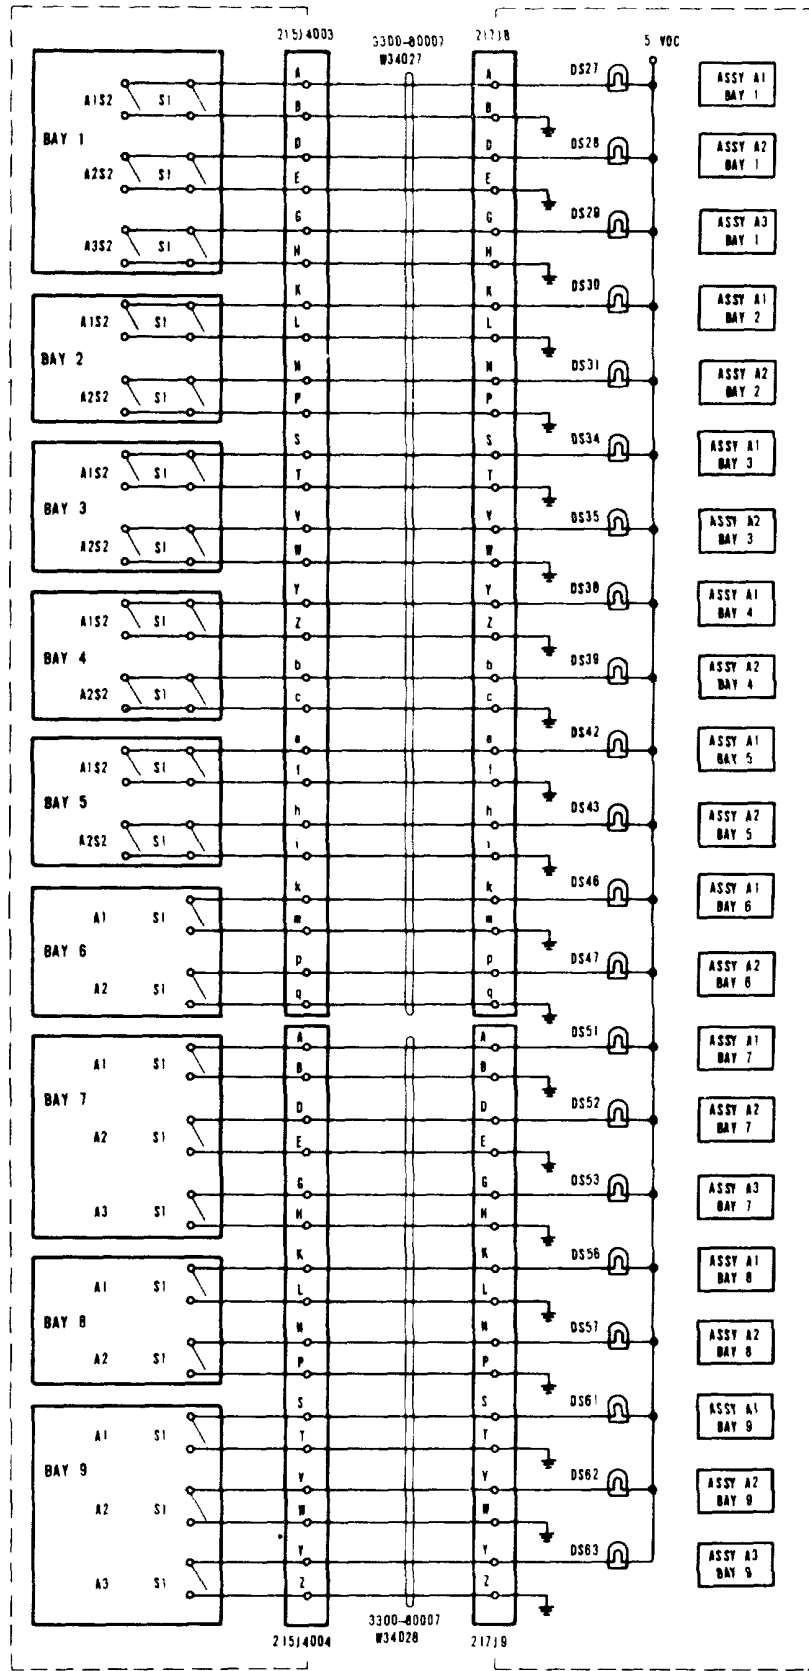 215J4003 3300-80007 217J8 5 VDC
W34027
A A DS27 ASSY A1
BAY 1
A1S2 S1
B B
BAY 1
D D DS28 ASSY A2
BAY 1
A2S2 S1
E E
G G DS29 ASSY A3
BAY 1
A3S2 S1
H H
K K DS30 ASSY A1
BAY 2
A1S2 S1
L L
BAY 2
N N DS31 ASSY A2
BAY 2
A2S2 S1
P P
S S DS34 ASSY A1
BAY 3
A1S2 S1
T T
BAY 3
V V DS35 ASSY A2
BAY 3
A2S2 S1
W W
Y Y DS38 ASSY A1
BAY 4
A1S2 S1
Z Z
BAY 4
b b DS39 ASSY A2
BAY 4
A2S2 S1
c c
e e DS42 ASSY A1
BAY 5
A1S2 S1
f f
BAY 5
h h DS43 ASSY A2
BAY 5
A2S2 S1
i i
k k DS46 ASSY A1
BAY 6
A1 S1
m m
BAY 6
p p DS47 ASSY A2
BAY 6
A2 S1
q q
A A DS51 ASSY A1
BAY 7
A1 S1
B B
BAY 7
D D DS52 ASSY A2
BAY 7
A2 S1
E E
G G DS53 ASSY A3
BAY 7
A3 S1
H H
K K DS56 ASSY A1
BAY 8
A1 S1
L L
BAY 8
N N DS57 ASSY A2
BAY 8
A2 S1
P P
S S DS61 ASSY A1
BAY 9
A1 S1
T T
BAY 9
V V DS62 ASSY A2
BAY 9
A2 S1
W W
Y Y DS63 ASSY A3
BAY 9
A3 S1
Z Z
3300-80007
215J4004 W34028 217J9